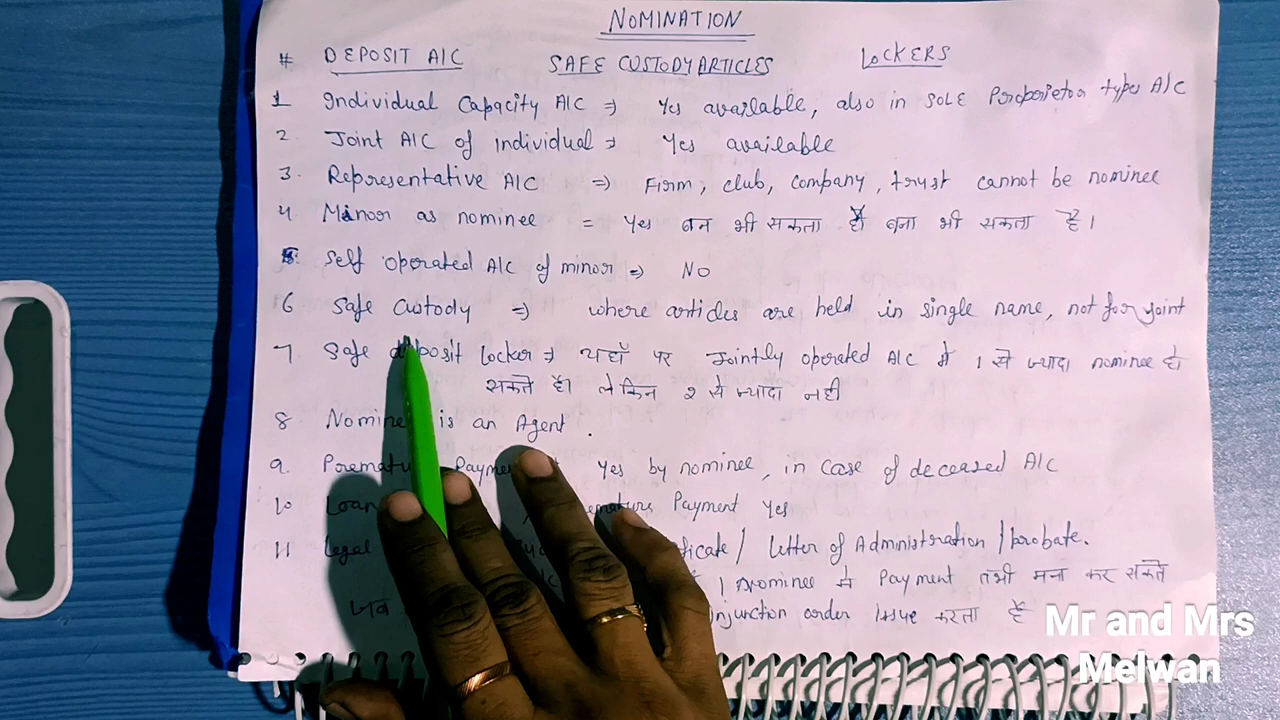 NOMINATION
# DEPOSIT A/C SAFE CUSTODY ARTICLES LOCKERS
1 Individual Capacity A/C ⇒ Yes available, also in SOLE Properietor types A/C
2. Joint A/C of individual ⇒ Yes available
3. Representative A/C ⇒ Firm, club, company, trust cannot be nominee
4 Minor as nominee = Yes बन भी सकता है बना भी सकता है।
5. Self operated A/C of minor ⇒ NO
6 Safe Custody ⇒ where articles are held in single name, not for joint
7. Safe deposit Locker ⇒ यहाँ पर Jointly operated A/C में 1 से ज्यादा nominee हो
सकते हैं। लेकिन 2 से ज्यादा नही
8 Nominee is an Agent.
9. Payment Yes by nominee, in case of deceased A/C
10 Loan Payment Yes
11 Legal / Letter of Administration / probate.
। Nominee में Payment तभी मना कर सकते
जब injunction order issue करता है
Mr and Mrs
Melwan